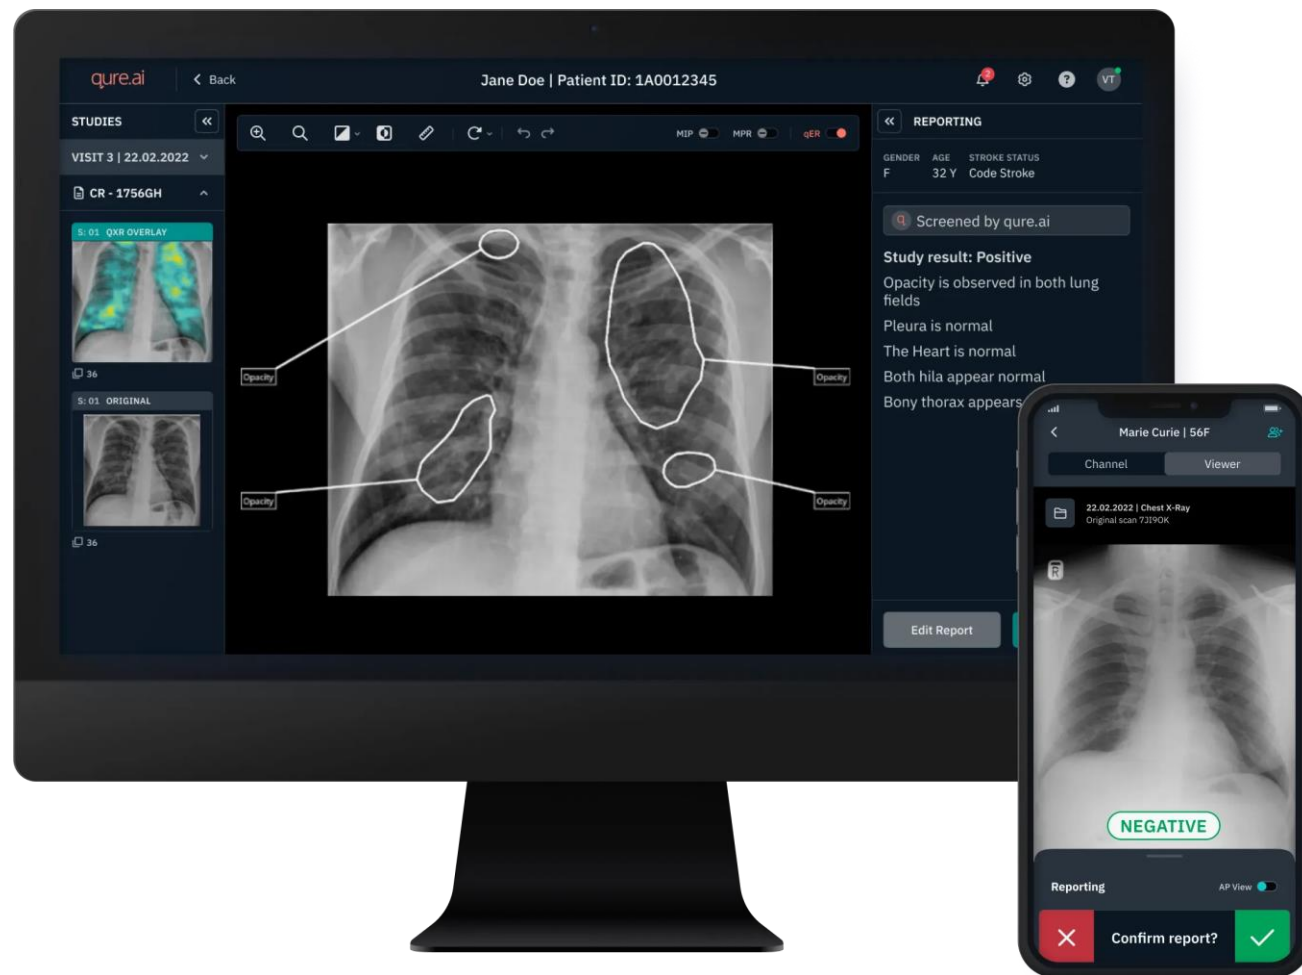 qure.ai
Back
Jane Doe | Patient ID: 1A0012345
2
VT
STUDIES
VISIT 3 | 22.02.2022
CR - 1756GH
S: 01 QXR OVERLAY
36
S: 01 ORIGINAL
36
MIP
MPR
qER
Opacity
Opacity
Opacity
Opacity
REPORTING
GENDER AGE STROKE STATUS
F 32 Y Code Stroke
Screened by qure.ai
Study result: Positive
Opacity is observed in both lung
fields
Pleura is normal
The Heart is normal
Both hila appear normal
Bony thorax appears
Edit Report
Marie Curie | 56F
Channel
Viewer
22.02.2022 | Chest X-Ray
Original scan 7JI9OK
R
NEGATIVE
Reporting
AP View
Confirm report?